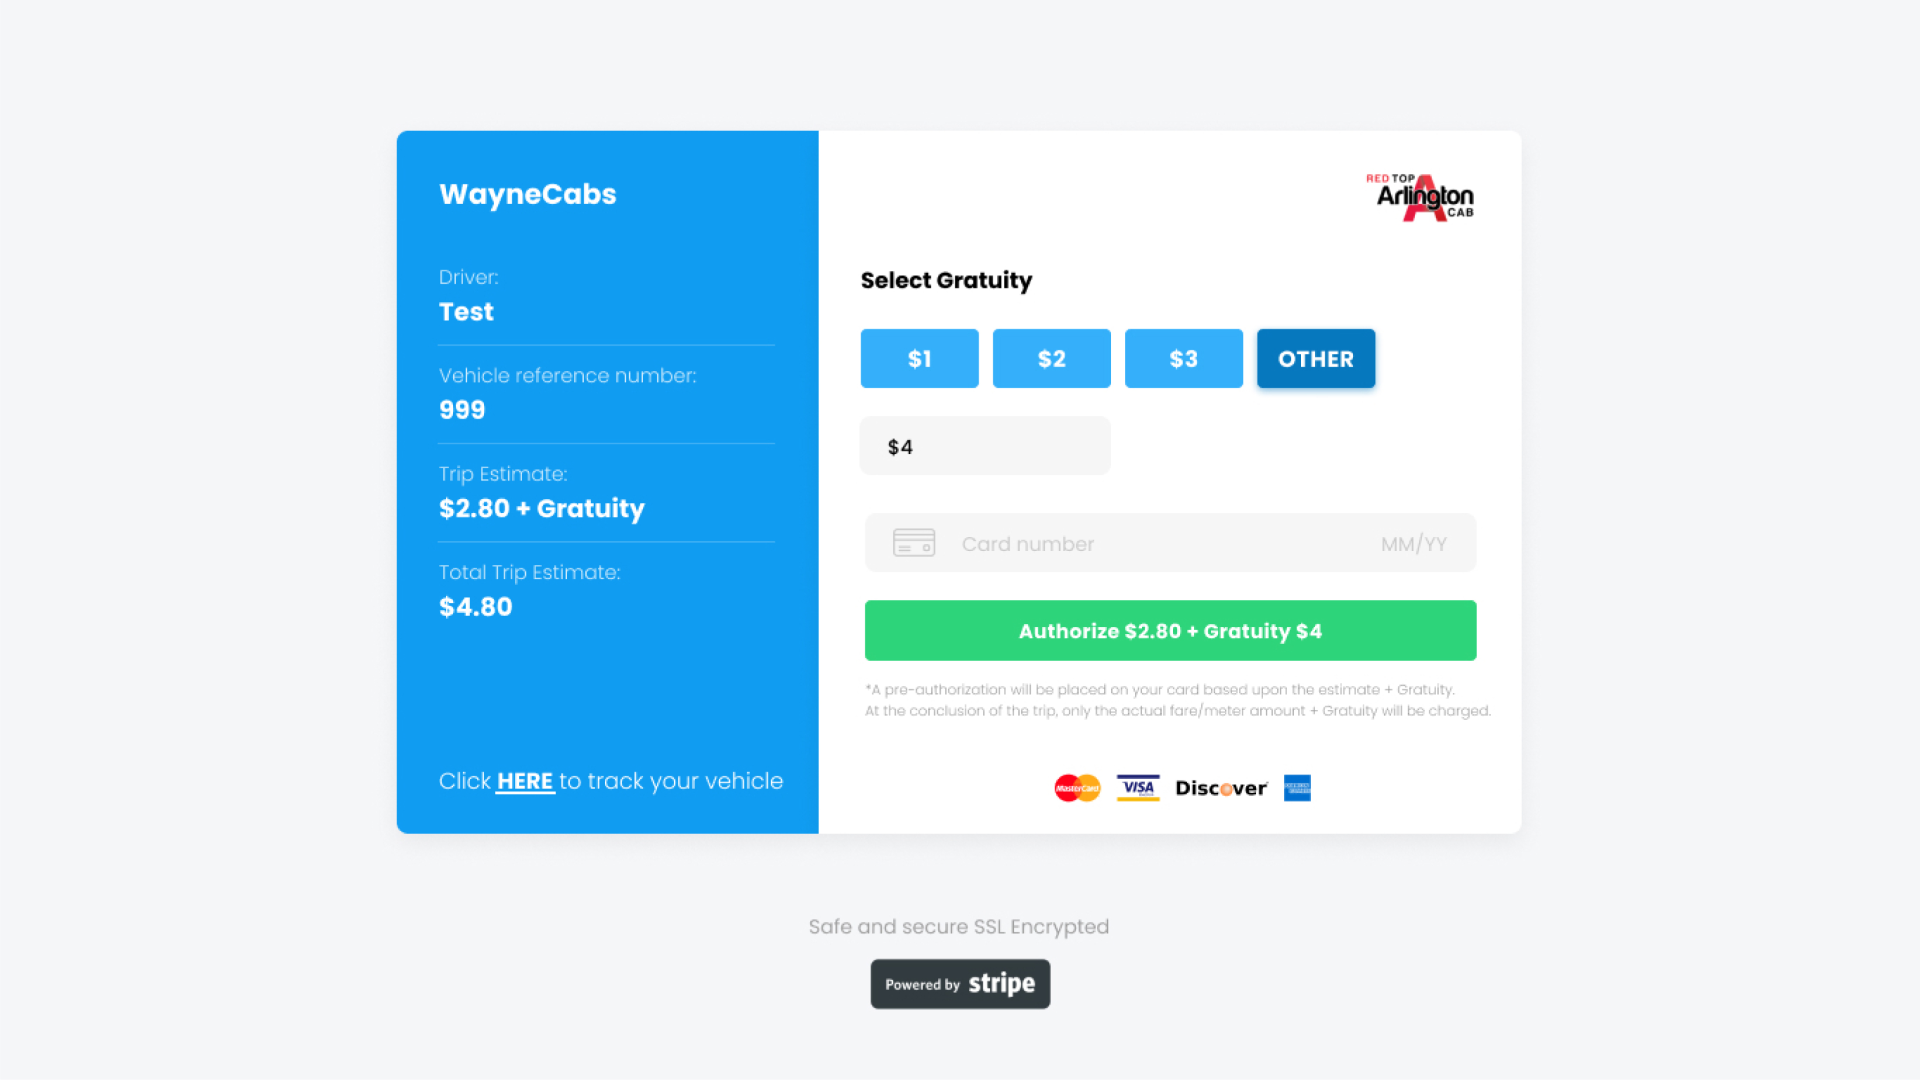 WayneCabs
Driver:
Test
Vehicle reference number:
999
Trip Estimate:
$2.80 + Gratuity
Total Trip Estimate:
$4.80
Click HERE to track your vehicle
RED TOP
Arlington
CAB
Select Gratuity
$1 $2 $3 OTHER
$4
Card number MM/YY
Authorize $2.80 + Gratuity $4
*A pre-authorization will be placed on your card based upon the estimate + Gratuity.
At the conclusion of the trip, only the actual fare/meter amount + Gratuity will be charged.
MasterCard VISA Discover
Safe and secure SSL Encrypted
Powered by stripe